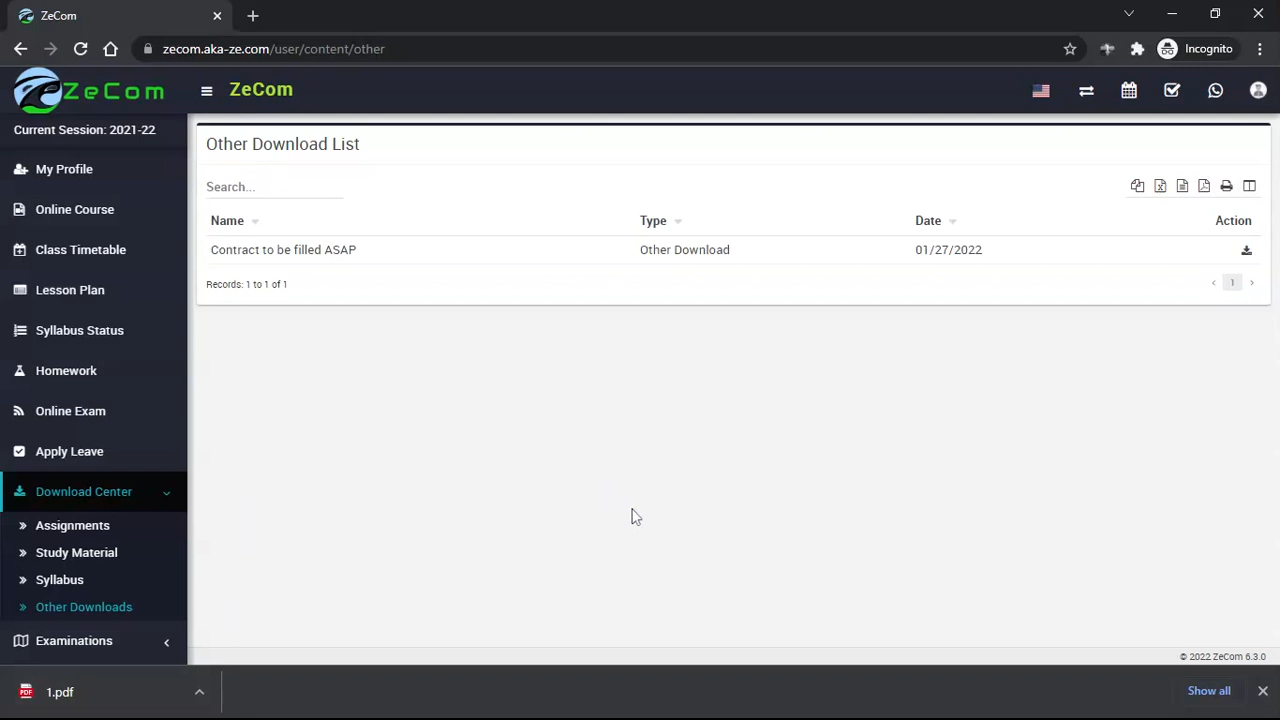 ZeCom
zecom.aka-ze.com/user/content/other
Incognito
ZeCom
ZeCom
Current Session: 2021-22
My Profile
Online Course
Class Timetable
Lesson Plan
Syllabus Status
Homework
Online Exam
Apply Leave
Download Center
Assignments
Study Material
Syllabus
Other Downloads
Examinations
Other Download List
Search...
Name Type Date Action
Contract to be filled ASAP Other Download 01/27/2022
Records: 1 to 1 of 1
1
© 2022 ZeCom 6.3.0
PDF 1.pdf
Show all